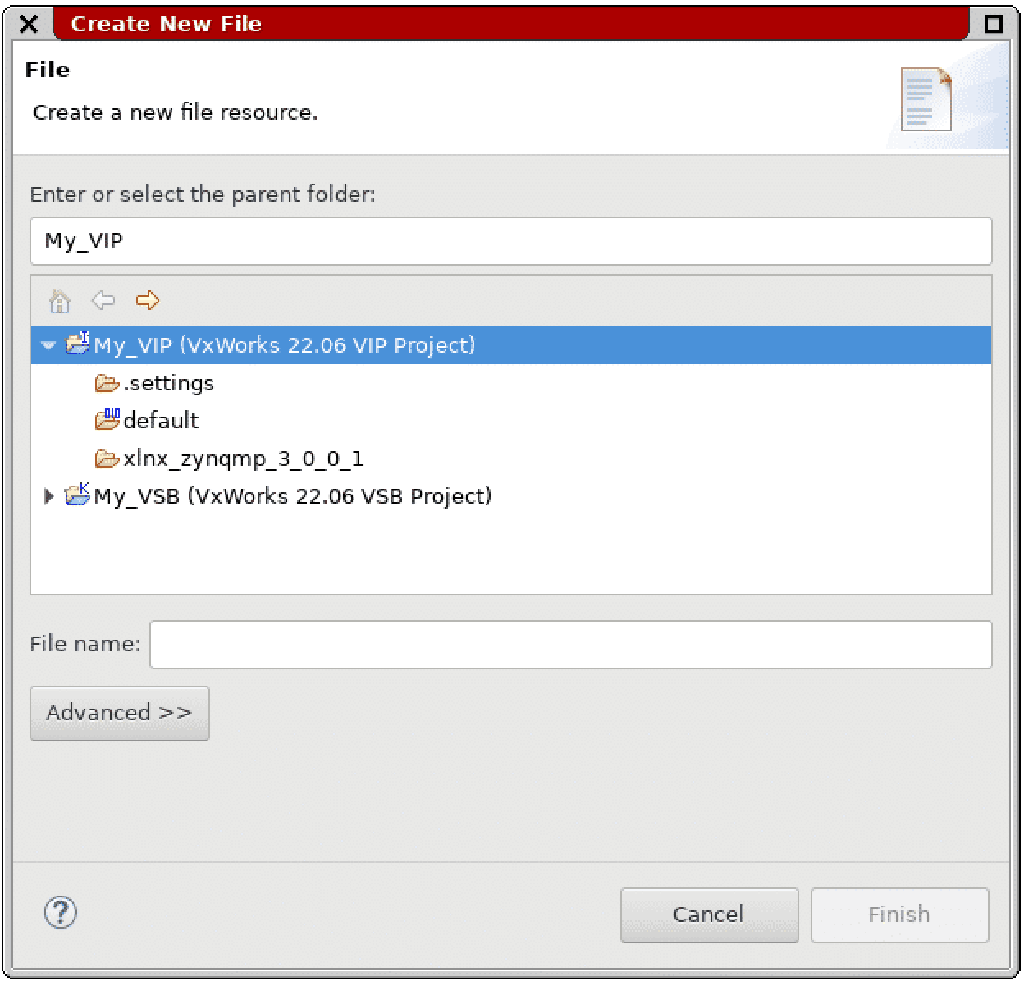 Create New File
File
Create a new file resource.
Enter or select the parent folder:
My_VIP
My_VIP (VxWorks 22.06 VIP Project)
.settings
default
xlnx_zynqmp_3_0_0_1
My_VSB (VxWorks 22.06 VSB Project)
File name:
Advanced >>
Cancel
Finish